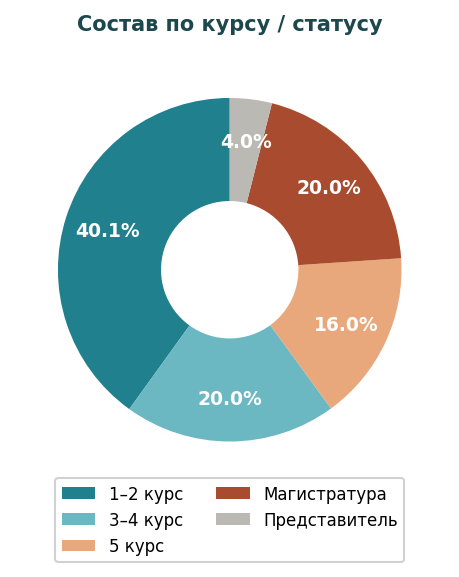 Состав по курсу / статусу
4.0%
20.0%
40.1%
16.0%
20.0%
1–2 курс
3–4 курс
5 курс
Магистратура
Представитель